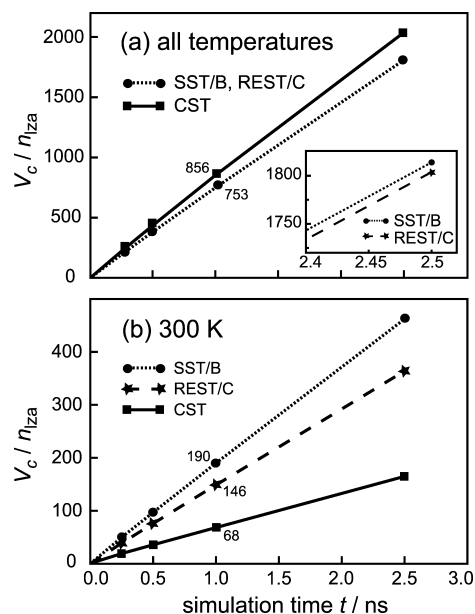 2000
(a) all temperatures
SST/B, REST/C
CST
1500
V_c / n_Iza
1000
856
753
500
0
1800
1750
SST/B
REST/C
2.4 2.45 2.5
(b) 300 K
400
SST/B
REST/C
CST
300
V_c / n_Iza
200
190
146
100
68
0
0.0 0.5 1.0 1.5 2.0 2.5 3.0
simulation time t / ns